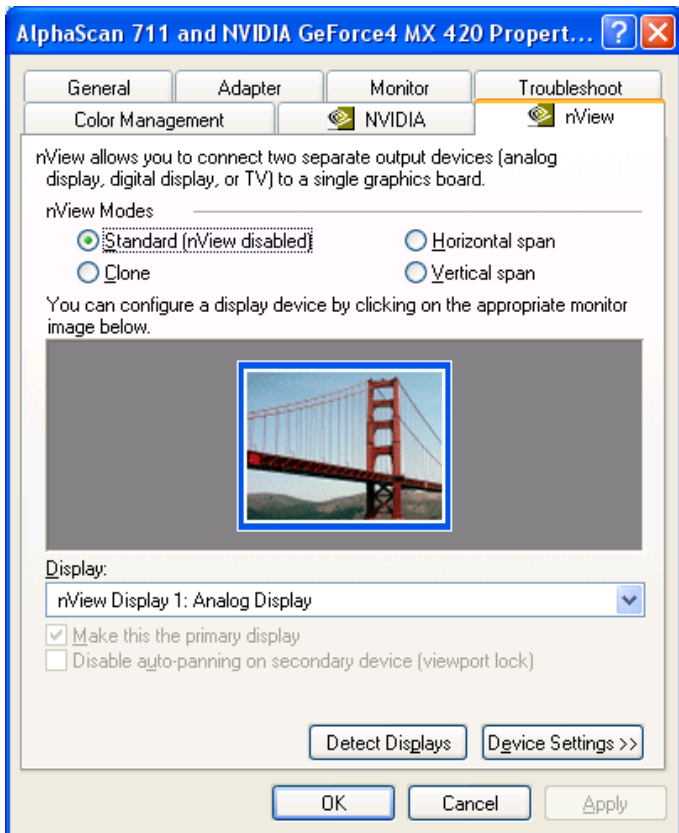 AlphaScan 711 and NVIDIA GeForce4 MX 420 Propert...
General Adapter Monitor Troubleshoot
Color Management NVIDIA nView
nView allows you to connect two separate output devices (analog
display, digital display, or TV) to a single graphics board.
nView Modes
Standard (nView disabled) Horizontal span
Clone Vertical span
You can configure a display device by clicking on the appropriate monitor
image below.
Display:
nView Display 1: Analog Display
Make this the primary display
Disable auto-panning on secondary device (viewport lock)
Detect Displays Device Settings >>
OK Cancel Apply